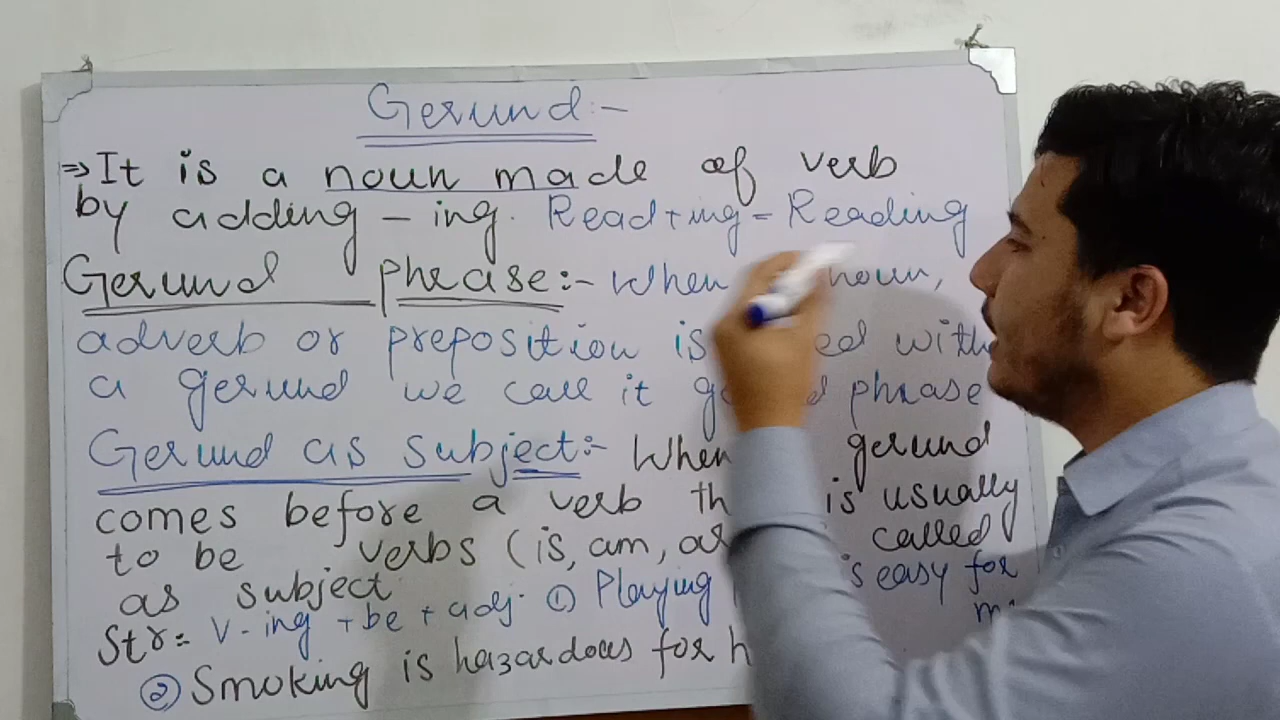 Gerund:-
⇒ It is a noun made of verb
by adding -ing. Read+ing = Reading
Gerund phrase:- When noun,
adverb or preposition is with
a gerund we call it phrase
Gerund as subject:- When gerund
comes before a verb is usually
to be verbs (is, am, called
as subject
Str= V-ing + be + adj. ① Playing is easy for
② Smoking is hazardous for